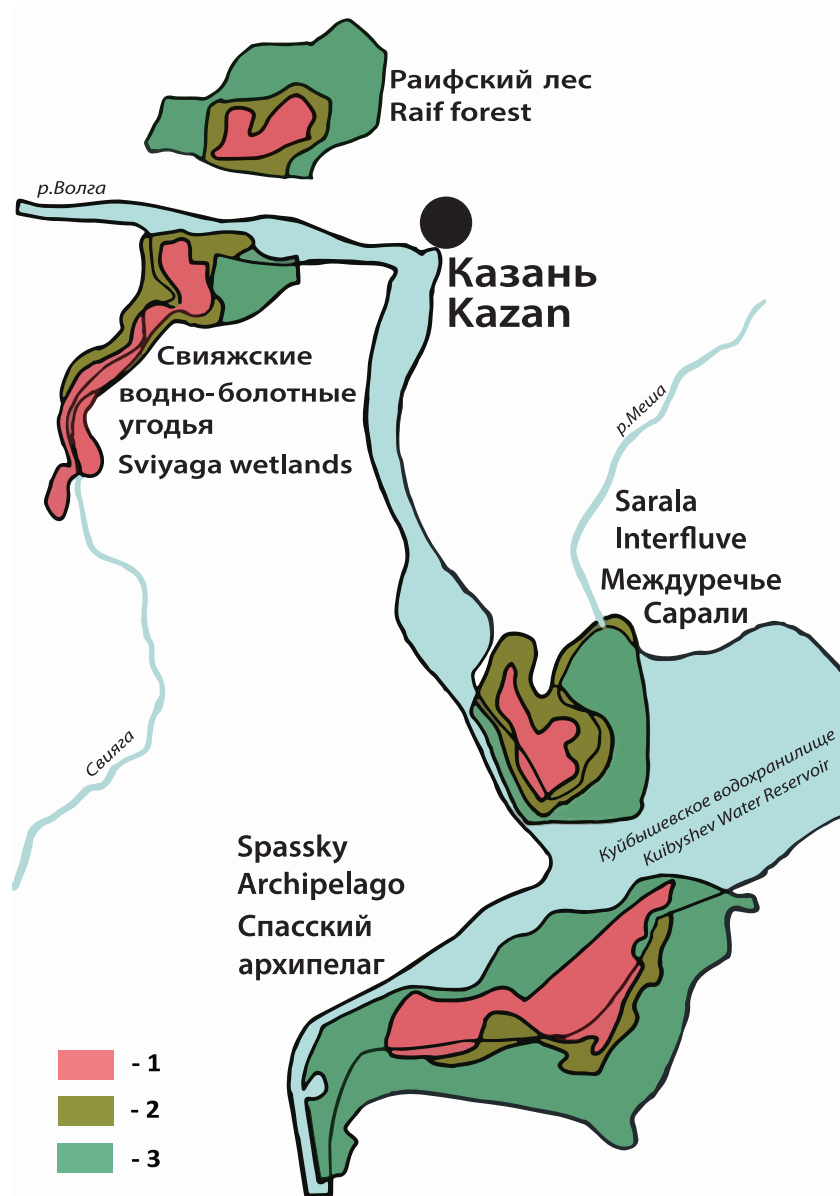 Раифский лес
Raif forest
р.Волга
Казань
Kazan
Свияжские
водно-болотные
угодья
Sviyaga wetlands
р.Меша
Sarala
Interfluve
Междуречье
Сарали
Свияга
Куйбышевское водохранилище
Kuibyshev Water Reservoir
Spassky
Archipelago
Спасский
архипелаг
- 1
- 2
- 3